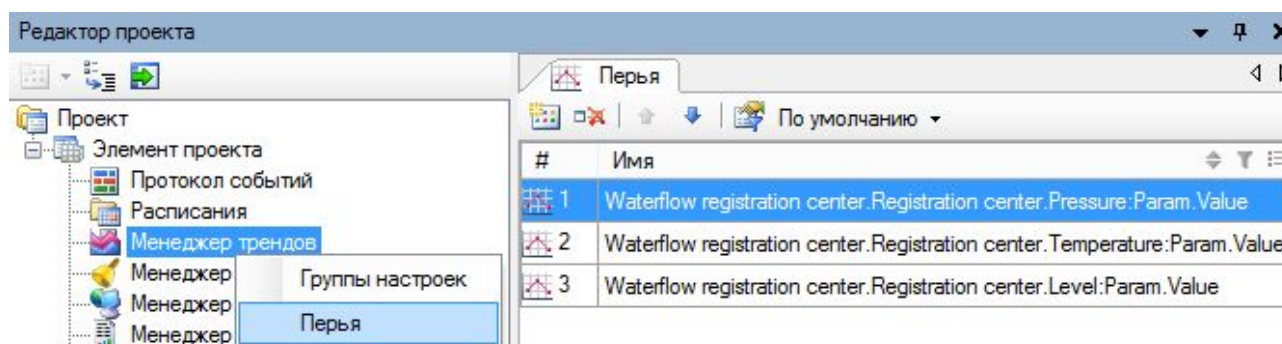 Редактор проекта
Проект
Элемент проекта
Протокол событий
Расписания
Менеджер трендов
Менеджер
Менеджер
Менеджер
Группы настроек
Перья
Перья
По умолчанию
# Имя
1 Waterflow registration center.Registration center.Pressure:Param.Value
2 Waterflow registration center.Registration center.Temperature:Param.Value
3 Waterflow registration center.Registration center.Level:Param.Value